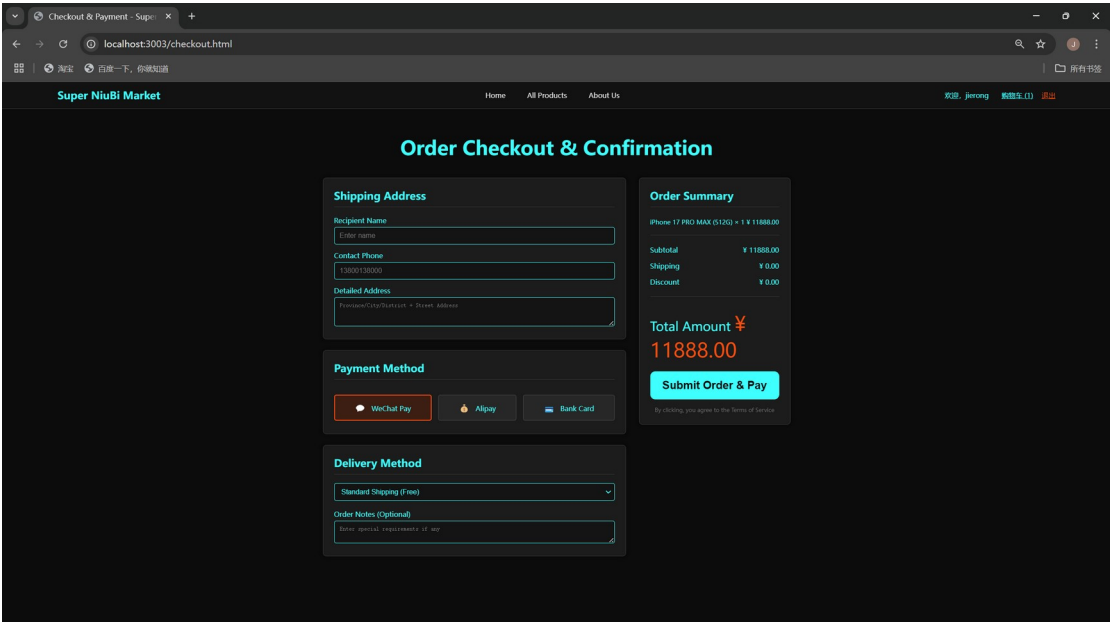 Checkout & Payment - Super
localhost:3003/checkout.html
J
淘宝
百度一下，你就知道
所有书签
Super NiuBi Market
Home
All Products
About Us
欢迎, jierong
购物车 (1)
退出
Order Checkout & Confirmation
Shipping Address
Recipient Name
Enter name
Contact Phone
13800138000
Detailed Address
Province/City/District + Street Address
Payment Method
WeChat Pay
Alipay
Bank Card
Delivery Method
Standard Shipping (Free)
Order Notes (Optional)
Enter special requirements if any
Order Summary
iPhone 17 PRO MAX (512G) × 1 ¥ 11888.00
Subtotal ¥ 11888.00
Shipping ¥ 0.00
Discount ¥ 0.00
Total Amount ¥
11888.00
Submit Order & Pay
By clicking, you agree to the Terms of Service